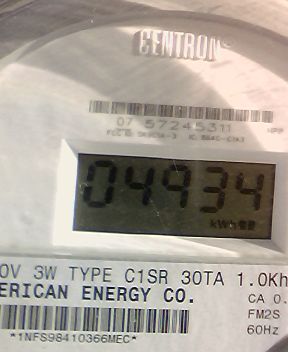 CENTRON
07 57245311
04934
kWh
0V 3W TYPE C1SR 30TA 1.0Kh
ERICAN ENERGY CO.
CA 0.
FM2S
60Hz
*1NFS98410366MEC*